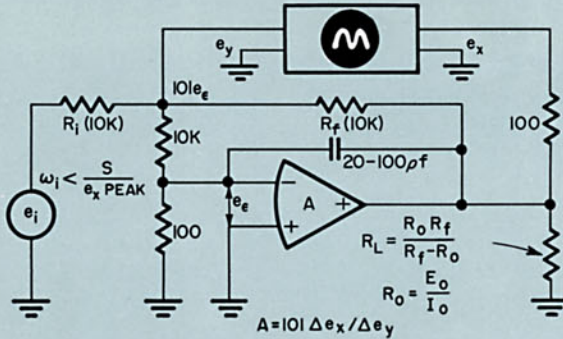 e_y
e_x
101e_ϵ
R_i (10K)
10K
R_f (10K)
100
20–100ρf
ω_i < S / e_x PEAK
e_i
e_ϵ
–
A
+
+
100
R_L = R_o R_f / R_f – R_o
R_o = E_o / I_o
A = 101 Δe_x / Δe_y